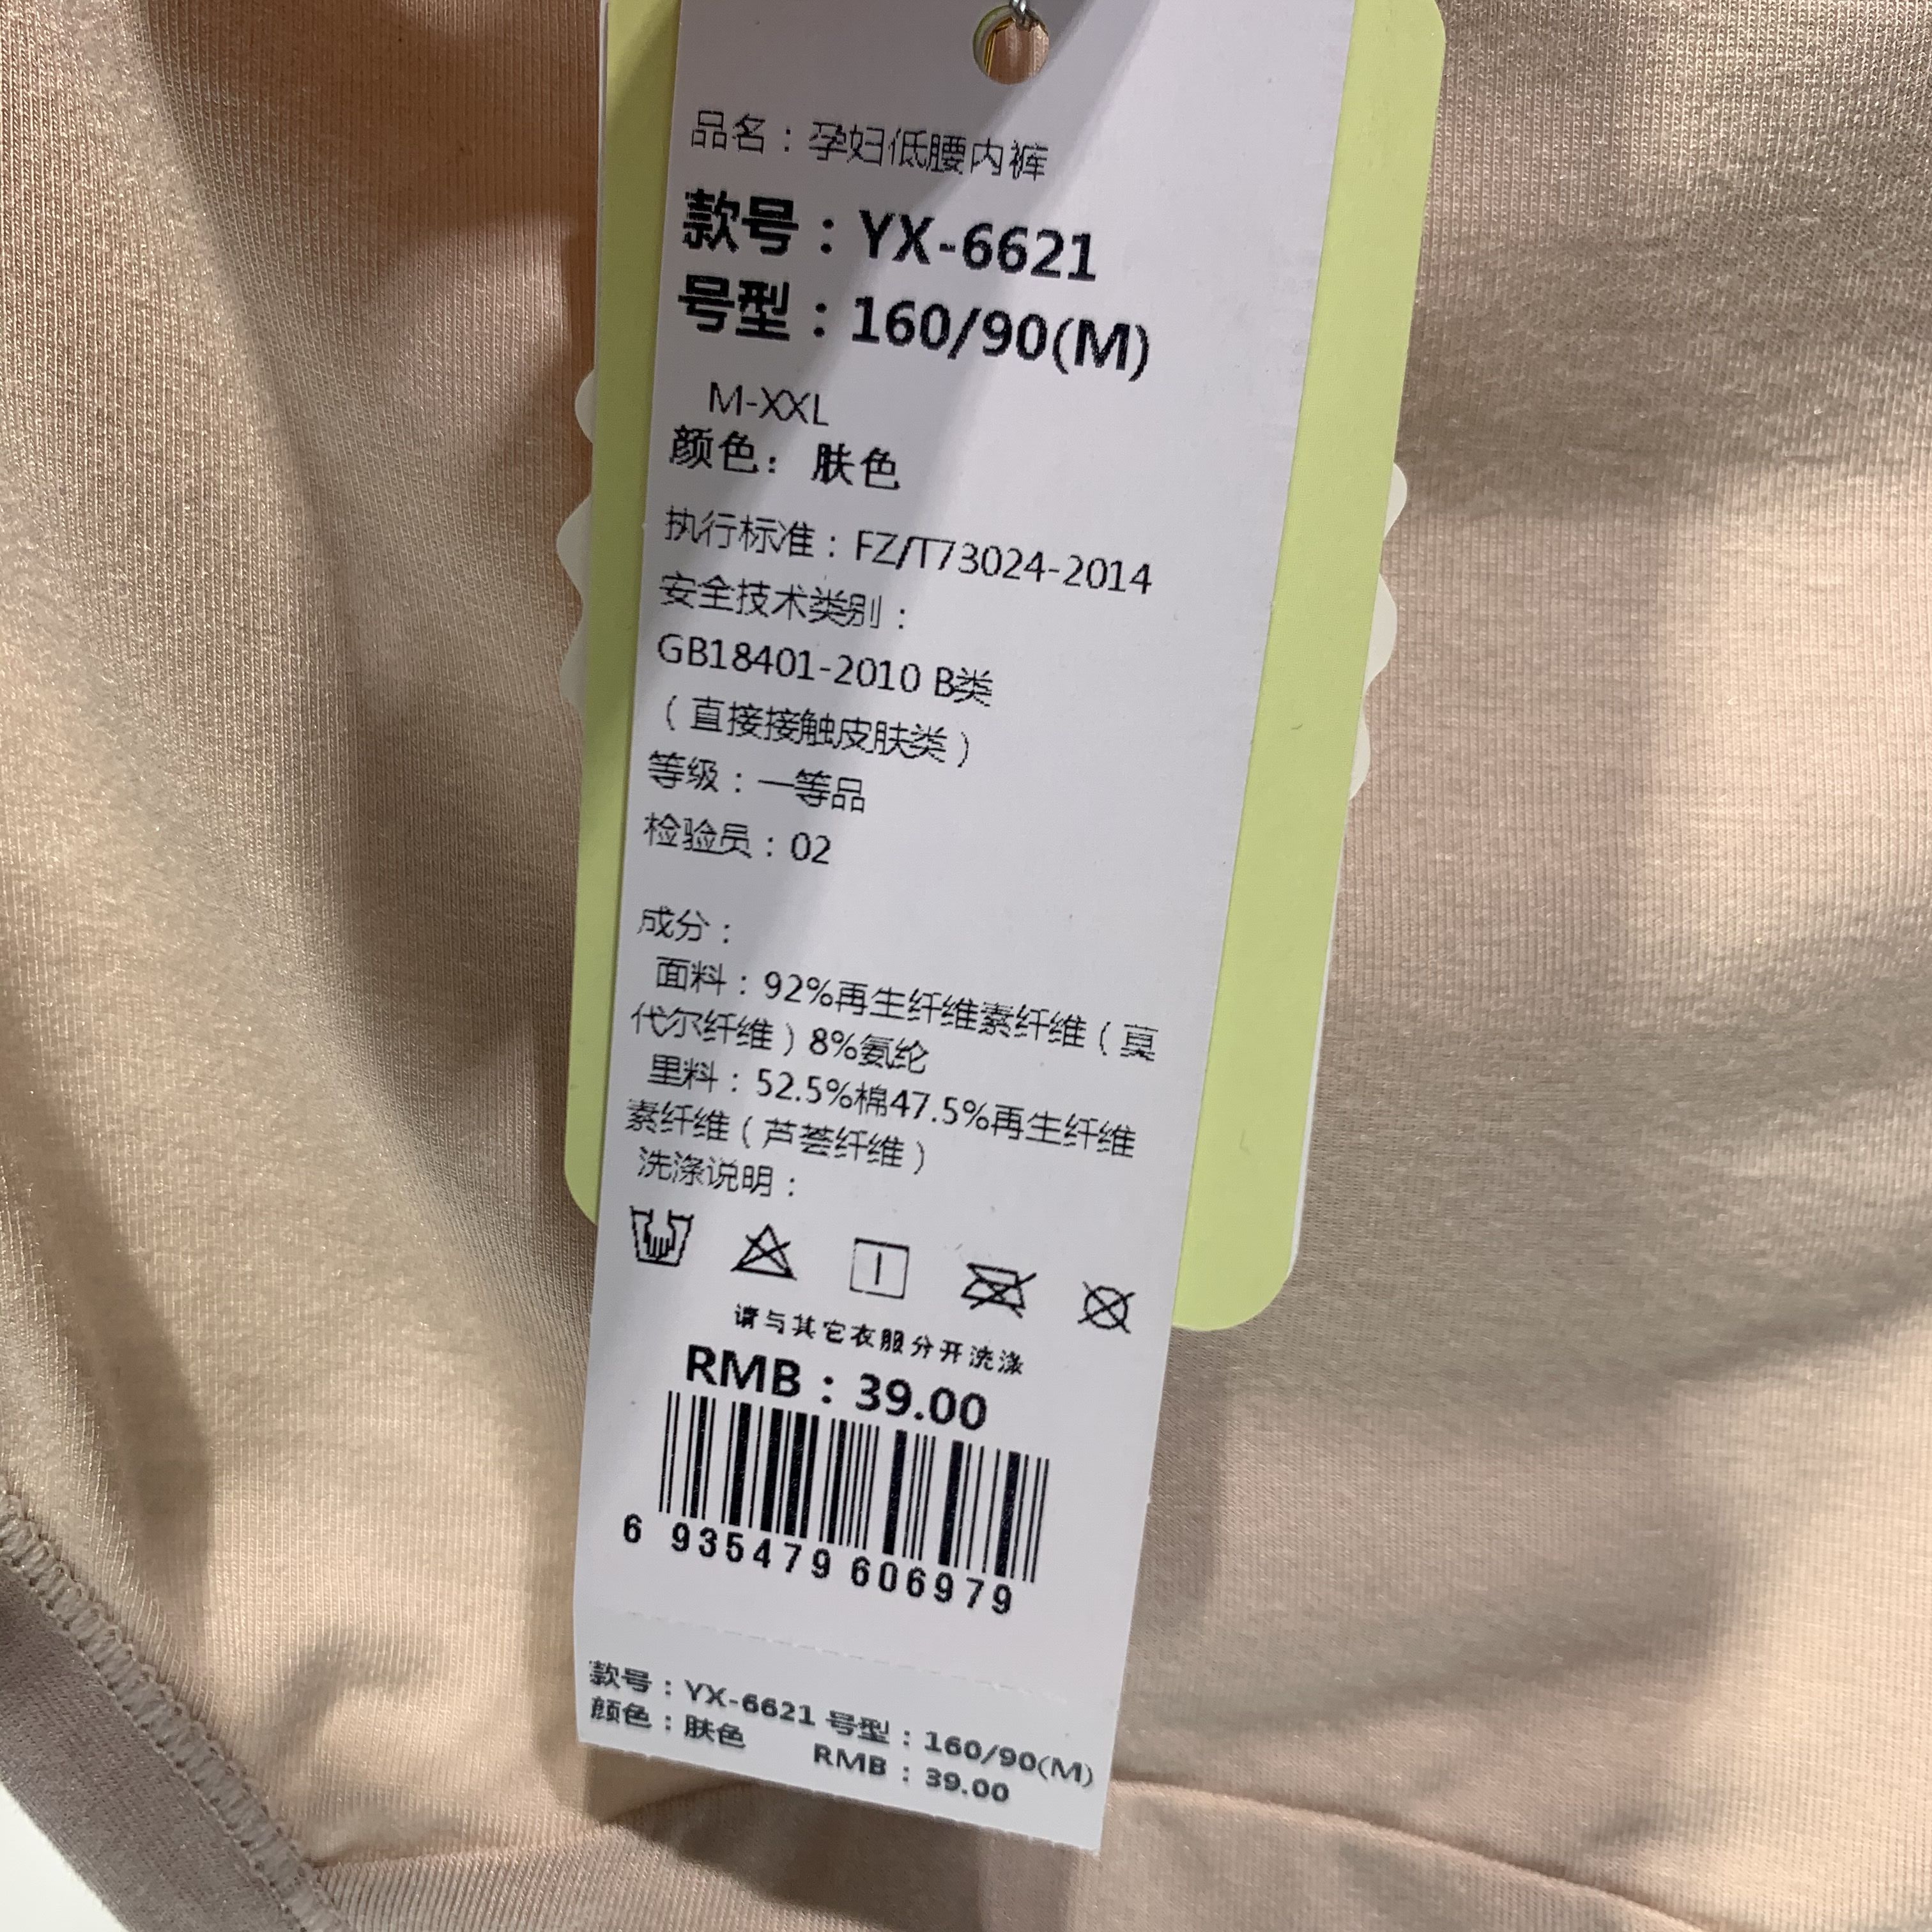 品名：孕妇低腰内裤
款号：YX-6621
号型：160/90(M)
M-XXL
颜色：肤色
执行标准：FZ/T73024-2014
安全技术类别：
GB18401-2010 B类
（直接接触皮肤类）
等级：一等品
检验员：02
成分：
面料：92%再生纤维素纤维（莫
代尔纤维）8%氨纶
里料：52.5%棉47.5%再生纤维
素纤维（芦荟纤维）
洗涤说明：
请与其它衣服分开洗涤
RMB：39.00
6 935479 606979
款号：YX-6621 号型：160/90(M)
颜色：肤色 RMB：39.00